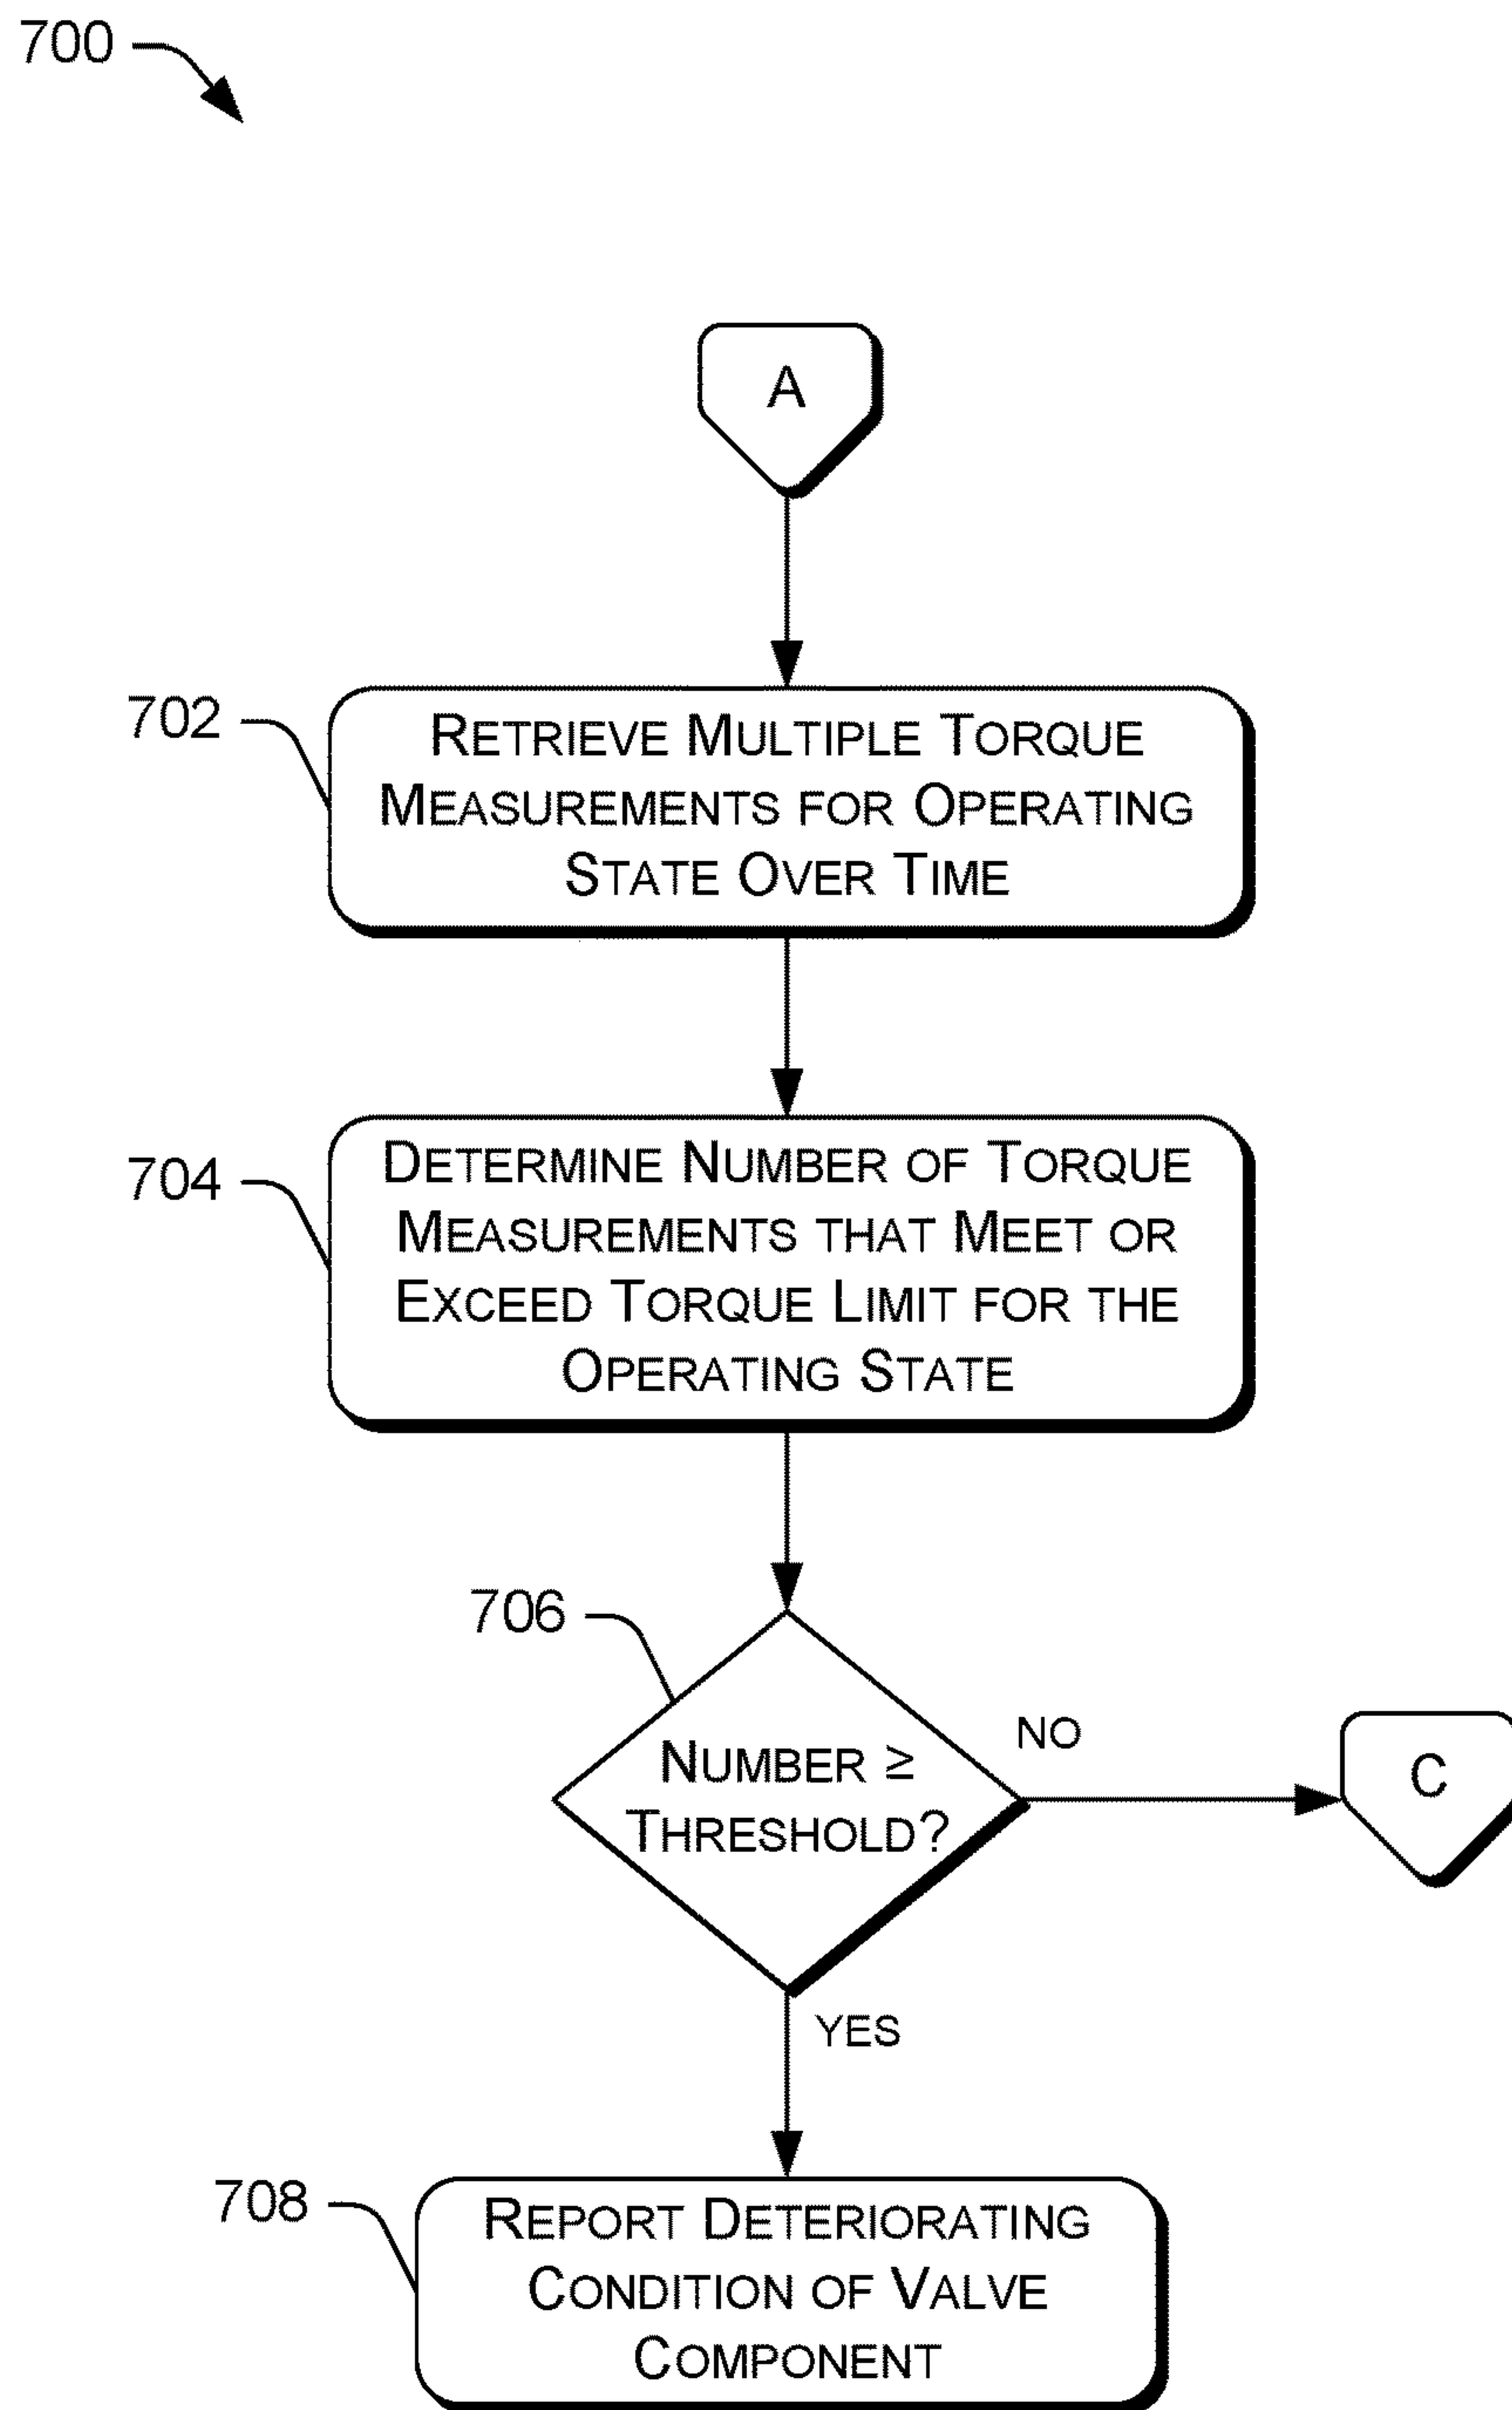 700
A
702
RETRIEVE MULTIPLE TORQUE
MEASUREMENTS FOR OPERATING
STATE OVER TIME
704
DETERMINE NUMBER OF TORQUE
MEASUREMENTS THAT MEET OR
EXCEED TORQUE LIMIT FOR THE
OPERATING STATE
706
NUMBER ≥
THRESHOLD?
NO
C
YES
708
REPORT DETERIORATING
CONDITION OF VALVE
COMPONENT